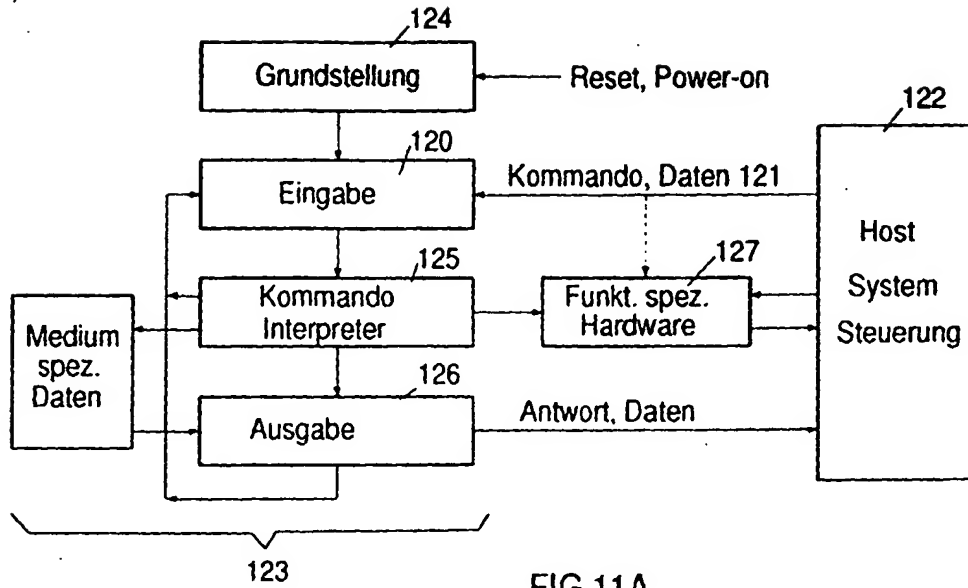 124
Grundstellung
Reset, Power-on
122
120
Eingabe
Kommando, Daten 121
Host
System
Steuerung
125
Kommando
Interpreter
127
Funkt. spez.
Hardware
Medium
spez.
Daten
126
Ausgabe
Antwort, Daten
123
FIG 11A